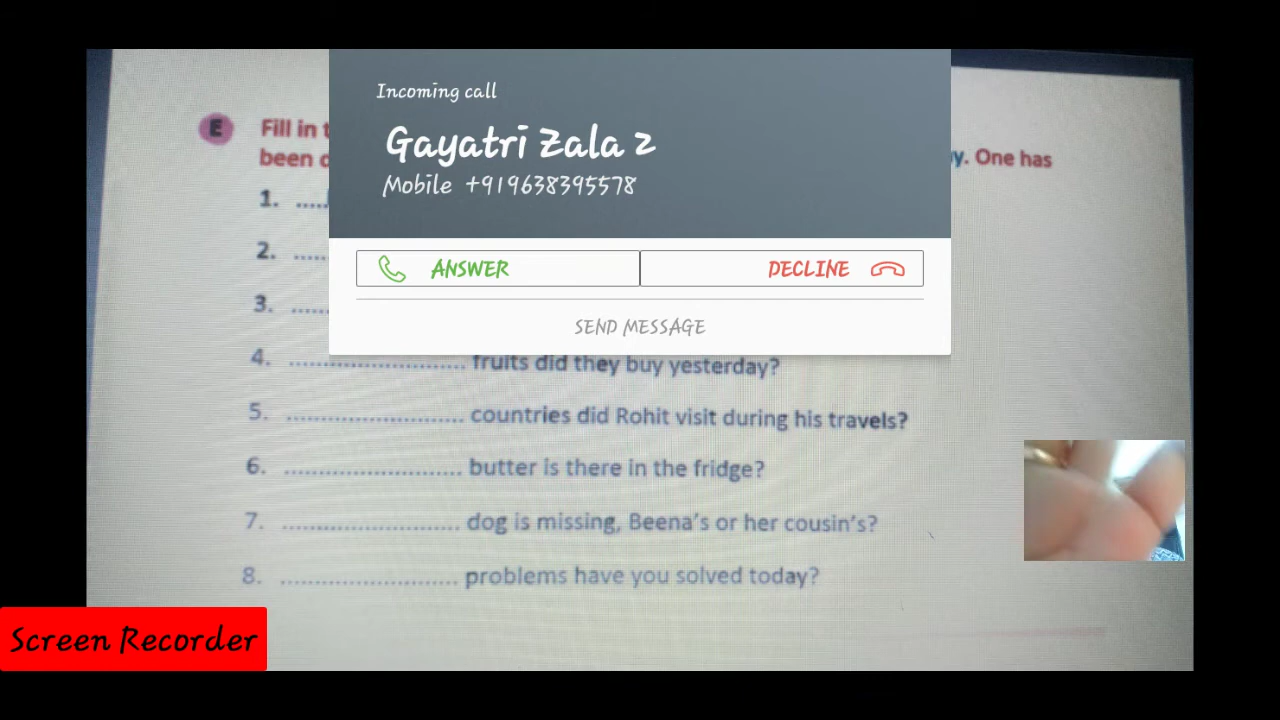 Incoming call
Gayatri Zala 2
Mobile +919638395578
ANSWER
DECLINE
SEND MESSAGE
E Fill in
y. One has
been
1. .....
2. .....
3. .....
4. .......................... fruits did they buy yesterday?
5. .......................... countries did Rohit visit during his travels?
6. .......................... butter is there in the fridge?
7. .......................... dog is missing, Beena's or her cousin's?
8. .......................... problems have you solved today?
Screen Recorder